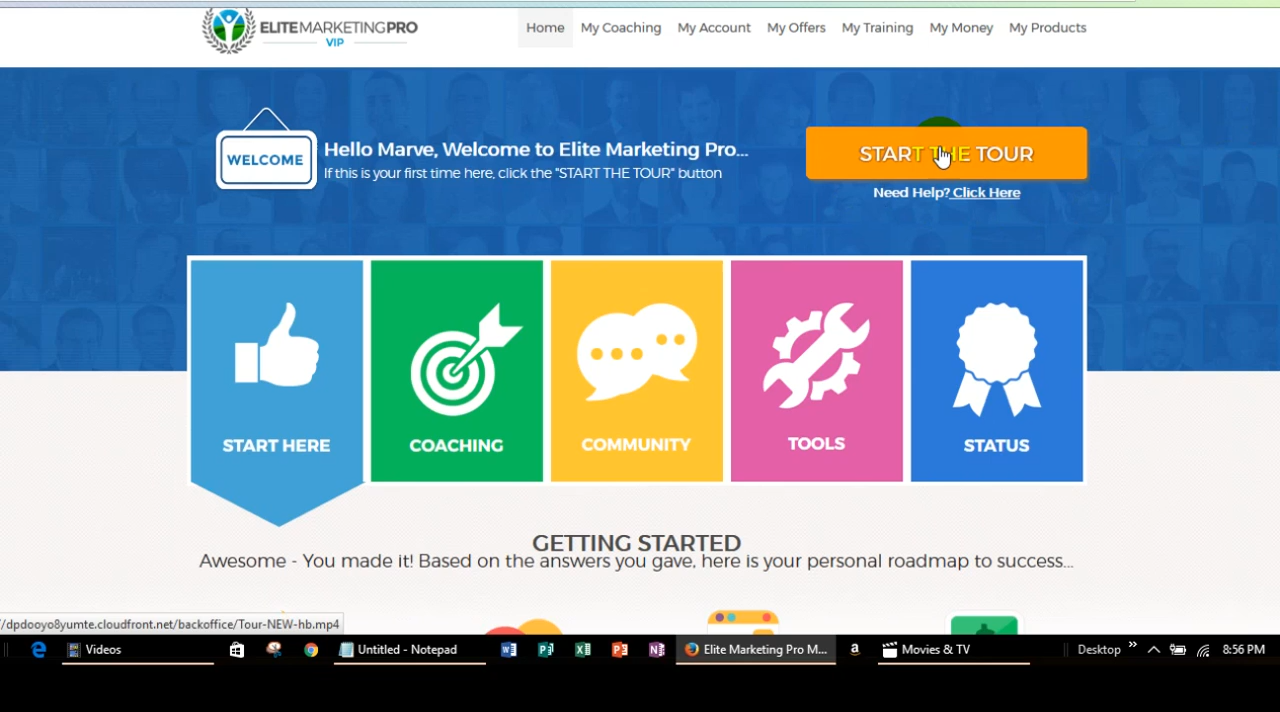 ELITEMARKETINGPRO
VIP
Home My Coaching My Account My Offers My Training My Money My Products
WELCOME
Hello Marve, Welcome to Elite Marketing Pro...
If this is your first time here, click the "START THE TOUR" button
START THE TOUR
Need Help? Click Here
START HERE COACHING COMMUNITY TOOLS STATUS
GETTING STARTED
Awesome - You made it! Based on the answers you gave, here is your personal roadmap to success...
/dpdooyo8yumte.cloudfront.net/backoffice/Tour-NEW-hb.mp4
Videos Untitled - Notepad Elite Marketing Pro M... Movies & TV Desktop 8:56 PM